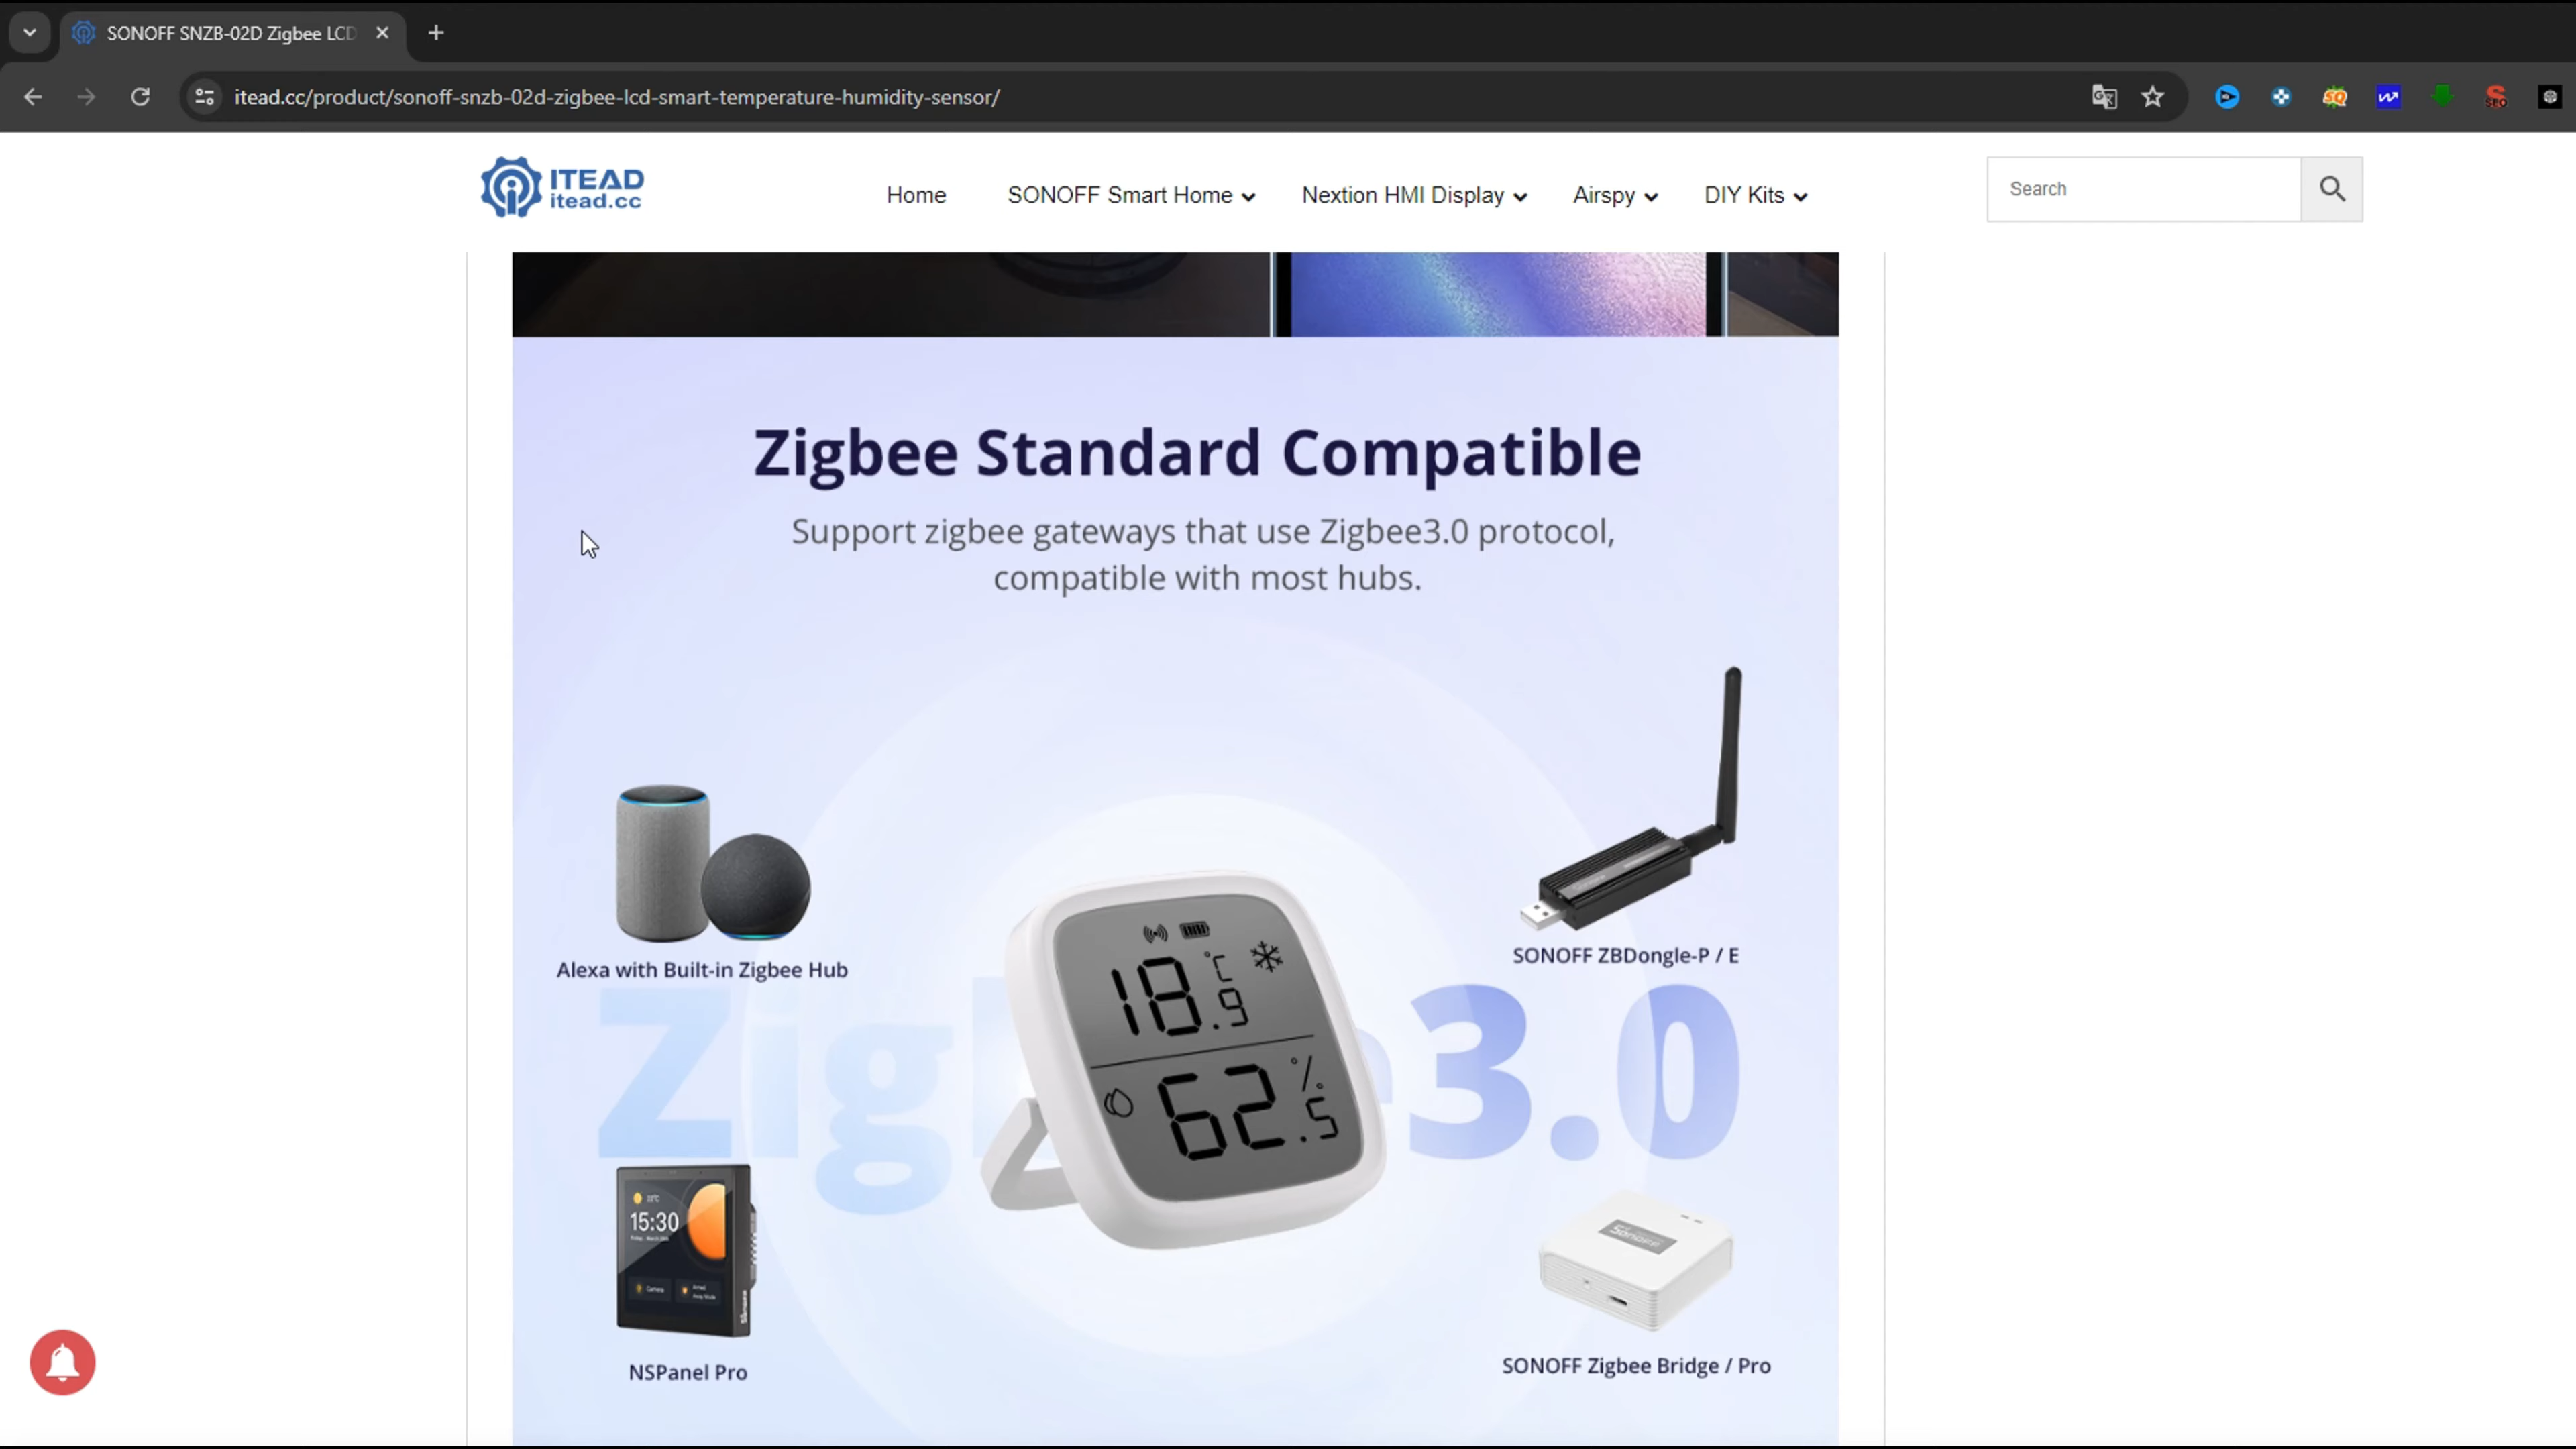 SONOFF SNZB-02D Zigbee LCD
itead.cc/product/sonoff-snzb-02d-zigbee-lcd-smart-temperature-humidity-sensor/
ITEAD
itead.cc
Home
SONOFF Smart Home
Nextion HMI Display
Airspy
DIY Kits
Search
Zigbee Standard Compatible
Support zigbee gateways that use Zigbee3.0 protocol,
compatible with most hubs.
Alexa with Built-in Zigbee Hub
SONOFF ZBDongle-P / E
18.9 °C
62.5 %
3.0
15:30
Camera
SONOFF
NSPanel Pro
SONOFF Zigbee Bridge / Pro